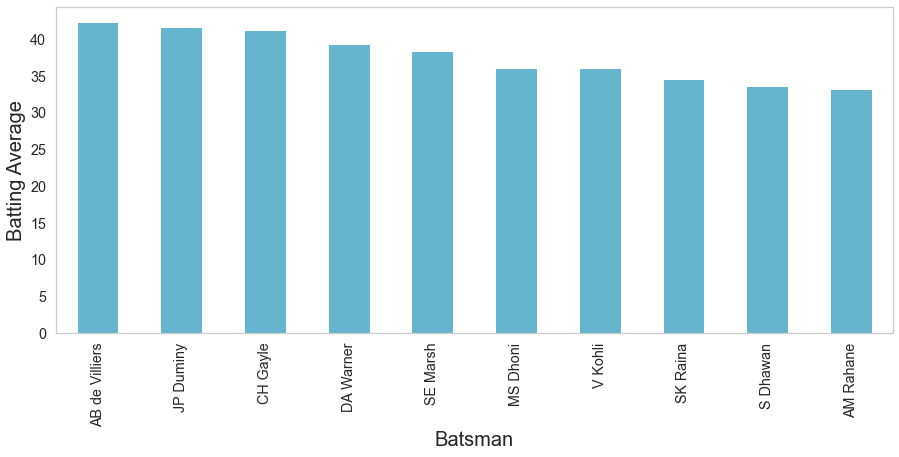 Batting Average
40
35
30
25
20
15
10
5
0
AB de Villiers
JP Duminy
CH Gayle
DA Warner
SE Marsh
MS Dhoni
V Kohli
SK Raina
S Dhawan
AM Rahane
Batsman